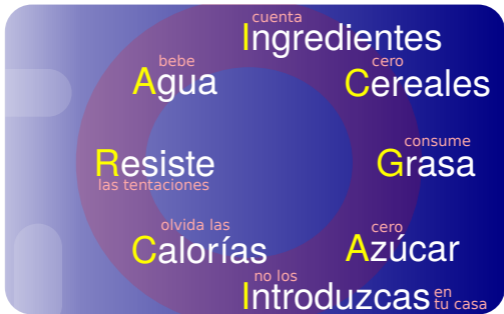 cuenta
Ingredientes
cero
Cereales
consume
Grasa
cero
Azúcar
no los
Introduzcas en tu casa
olvida las
Calorías
Resiste
las tentaciones
bebe
Agua